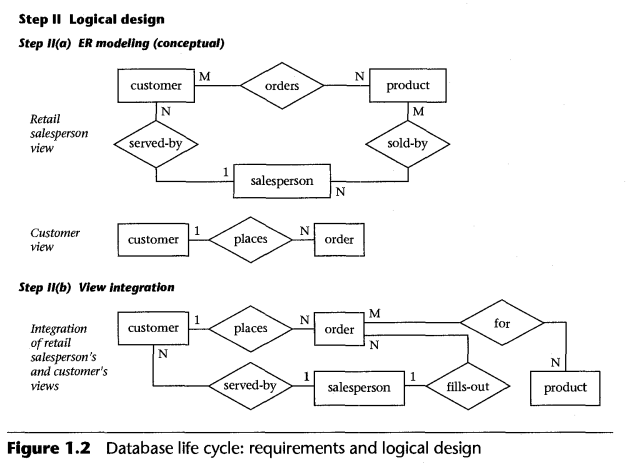 Step II Logical design
Step II(a) ER modeling (conceptual)
customer M orders N product
N M
Retail
salesperson
view
served-by sold-by
1 salesperson N
Customer
view
customer 1 places N order
Step II(b) View integration
Integration
of retail
salesperson's
and customer's
views
customer 1 places N order M for
N N N
served-by 1 salesperson 1 fills-out product
Figure 1.2 Database life cycle: requirements and logical design